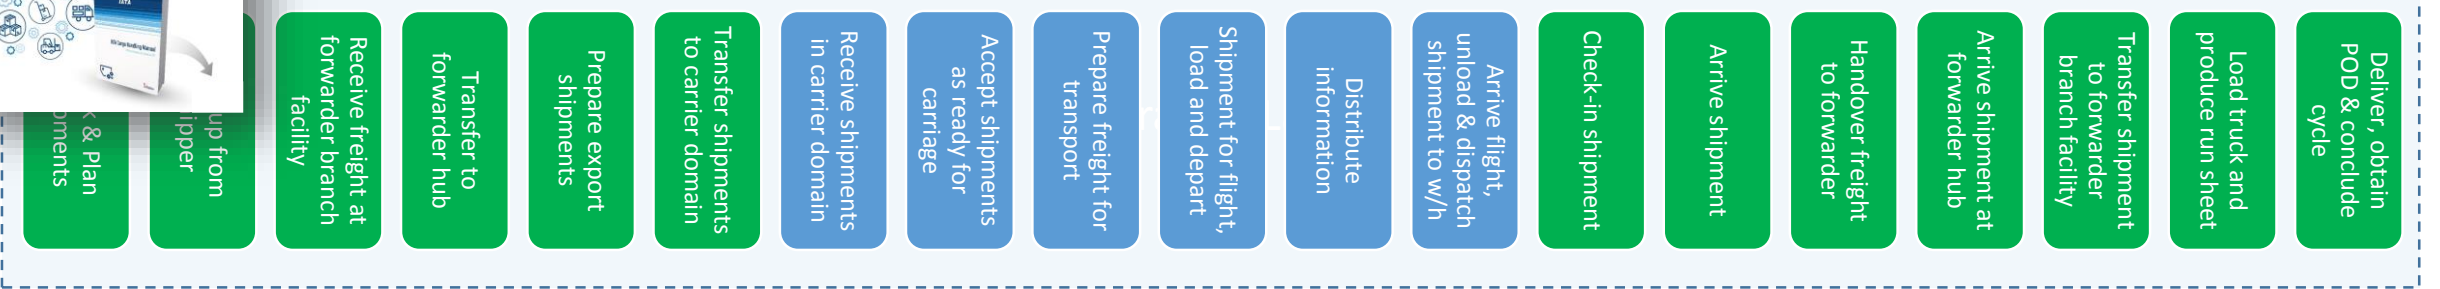 IATA
& Plan
up from
Receive freight at
forwarder branch
facility
Transfer to
forwarder hub
Prepare export
shipments
Transfer shipments
to carrier domain
Receive shipments
in carrier domain
Accept shipments
as ready for
carriage
Prepare freight for
transport
Shipment for flight,
load and depart
Distribute
information
Arrive flight,
unload & dispatch
shipment to w/h
Check-in shipment
Arrive shipment
Handover freight
to forwarder
Arrive shipment at
forwarder hub
Transfer shipment
to forwarder
branch facility
Load truck and
produce run sheet
Deliver, obtain
POD & conclude
cycle